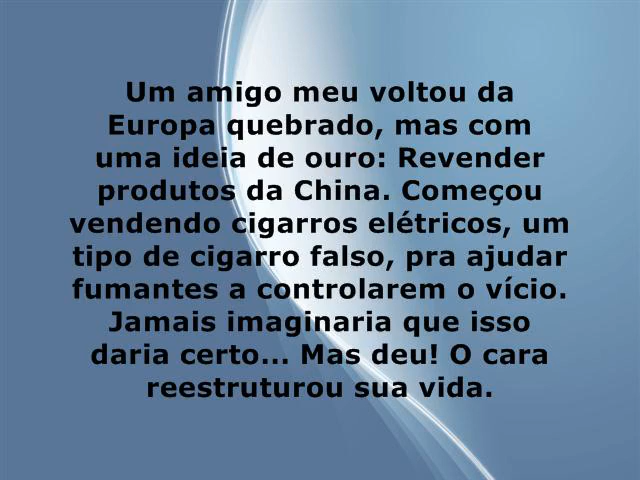 Um amigo meu voltou da
Europa quebrado, mas com
uma ideia de ouro: Revender
produtos da China. Começou
vendendo cigarros elétricos, um
tipo de cigarro falso, pra ajudar
fumantes a controlarem o vício.
Jamais imaginaria que isso
daria certo... Mas deu! O cara
reestruturou sua vida.